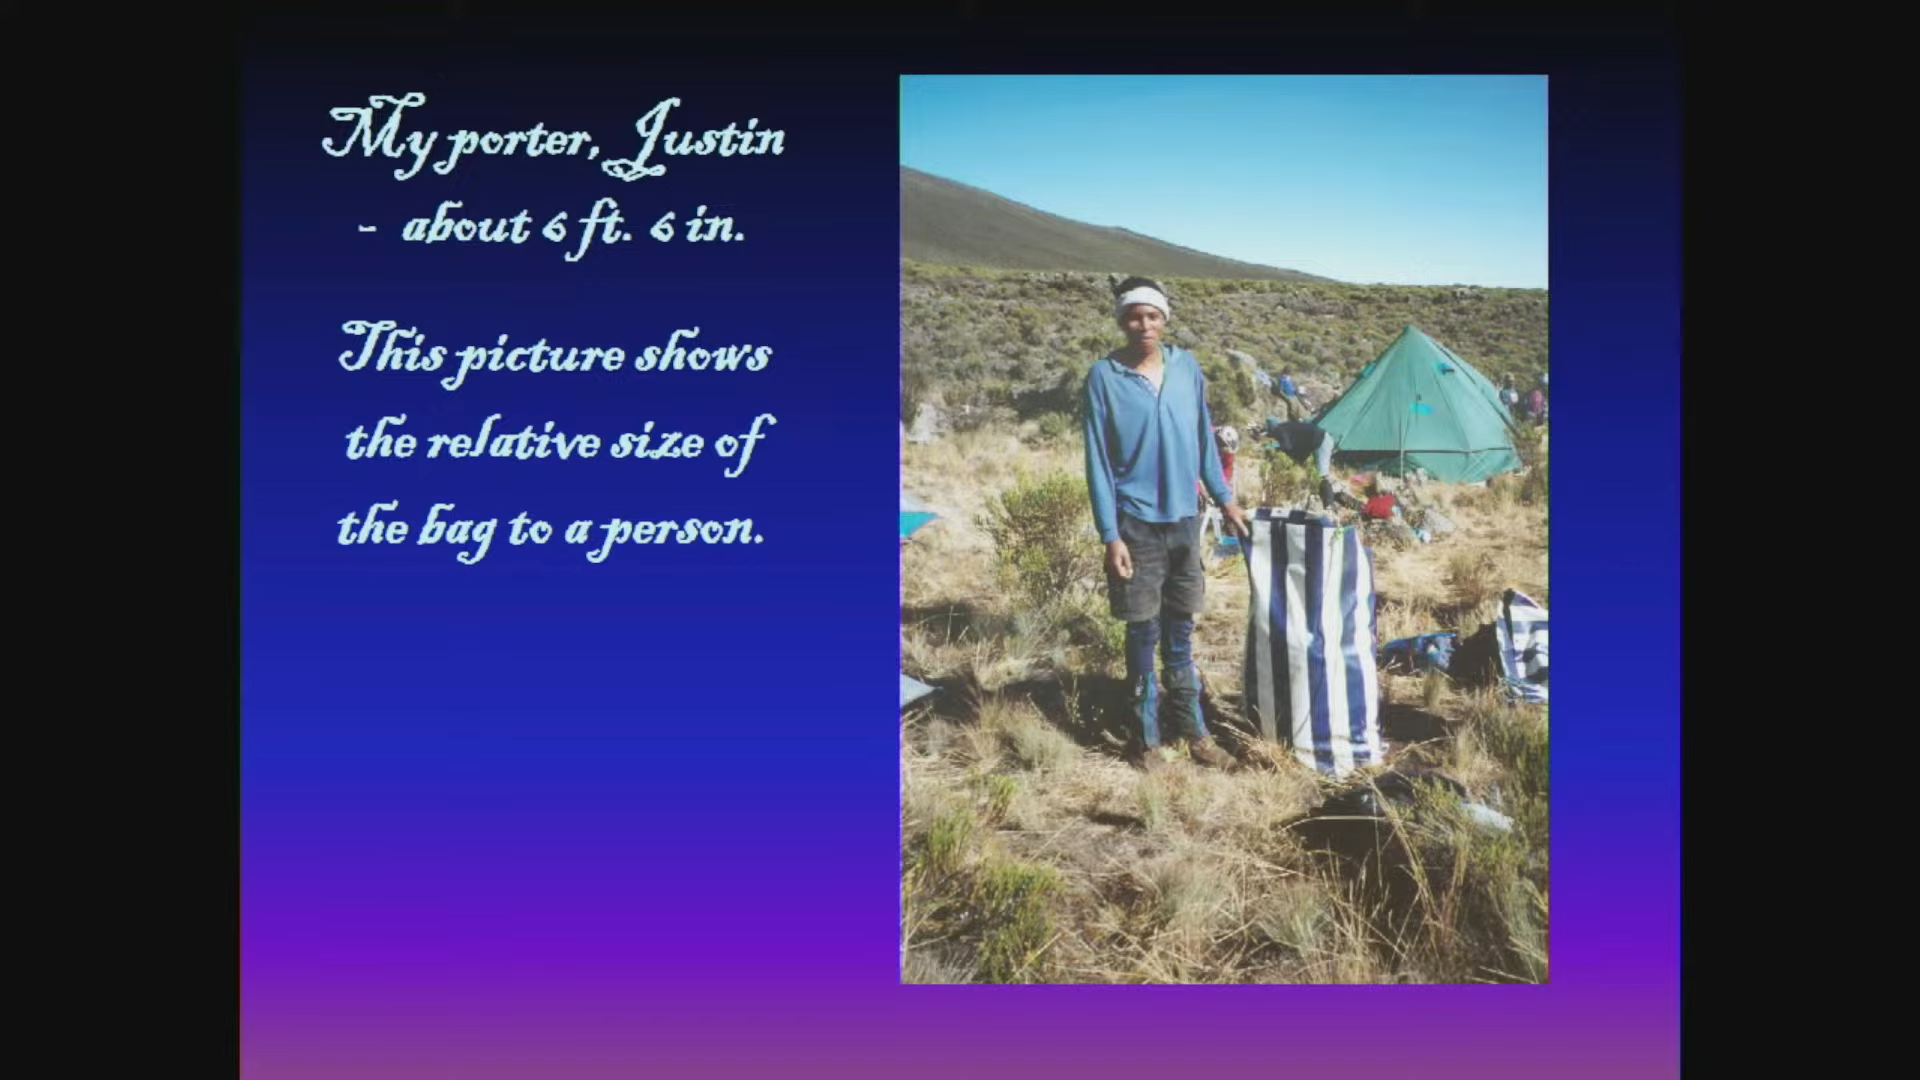 My porter, Justin
- about 6 ft. 6 in.
This picture shows
the relative size of
the bag to a person.